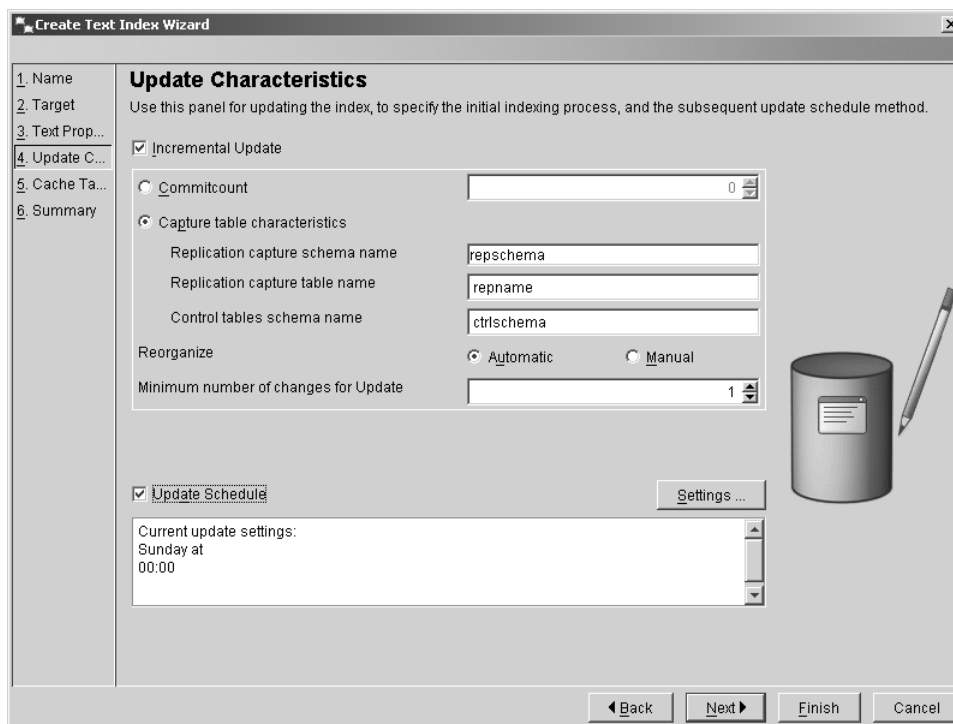 Create Text Index Wizard
1. Name
2. Target
3. Text Prop...
4. Update C...
5. Cache Ta...
6. Summary
Update Characteristics
Use this panel for updating the index, to specify the initial indexing process, and the subsequent update schedule method.
Incremental Update
Commitcount 0
Capture table characteristics
Replication capture schema name repschema
Replication capture table name repname
Control tables schema name ctrlschema
Reorganize Automatic Manual
Minimum number of changes for Update 1
Update Schedule Settings ...
Current update settings:
Sunday at
00:00
Back Next Finish Cancel